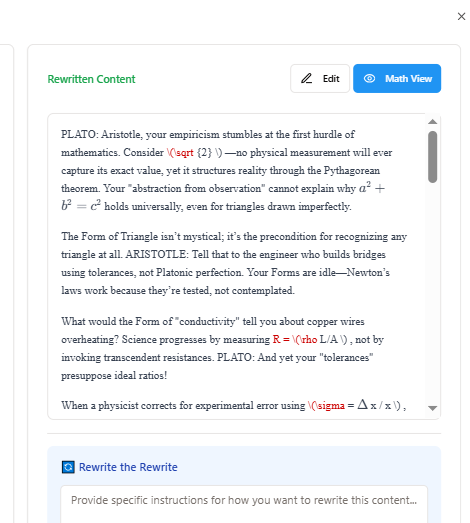 ×
Rewritten Content
Edit
Math View
PLATO: Aristotle, your empiricism stumbles at the first hurdle of
mathematics. Consider \(\sqrt {2} \) —no physical measurement will ever
capture its exact value, yet it structures reality through the Pythagorean
theorem. Your "abstraction from observation" cannot explain why a² +
b² = c² holds universally, even for triangles drawn imperfectly.
The Form of Triangle isn’t mystical; it’s the precondition for recognizing any
triangle at all. ARISTOTLE: Tell that to the engineer who builds bridges
using tolerances, not Platonic perfection. Your Forms are idle—Newton’s
laws work because they’re tested, not contemplated.
What would the Form of "conductivity" tell you about copper wires
overheating? Science progresses by measuring R = \(\rho L/A \) , not by
invoking transcendent resistances. PLATO: And yet your "tolerances"
presuppose ideal ratios!
When a physicist corrects for experimental error using \(\sigma = Δ x / x \) ,
Rewrite the Rewrite
Provide specific instructions for how you want to rewrite this content...